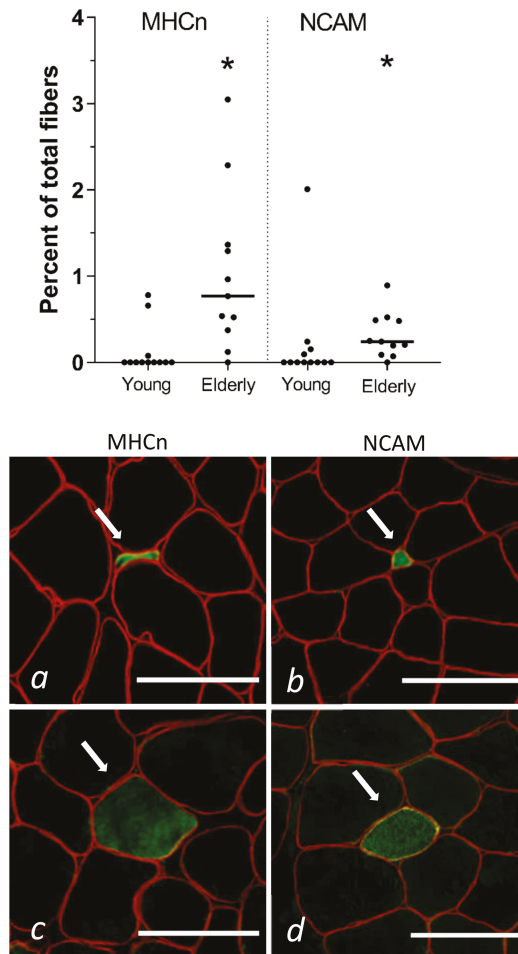 MHCn NCAM
* *
Percent of total fibers
4
3
2
1
0
Young Elderly Young Elderly
MHCn NCAM
a b
c d